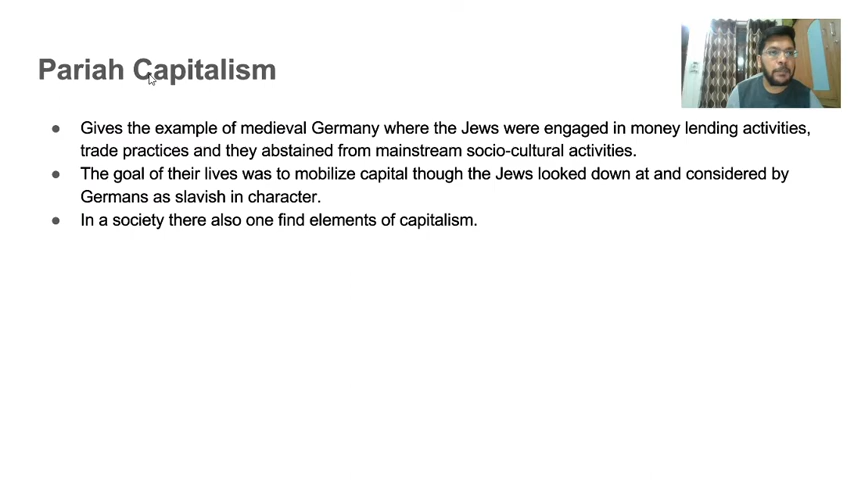 Pariah Capitalism
● Gives the example of medieval Germany where the Jews were engaged in money lending activities,
trade practices and they abstained from mainstream socio-cultural activities.
● The goal of their lives was to mobilize capital though the Jews looked down at and considered by
Germans as slavish in character.
● In a society there also one find elements of capitalism.